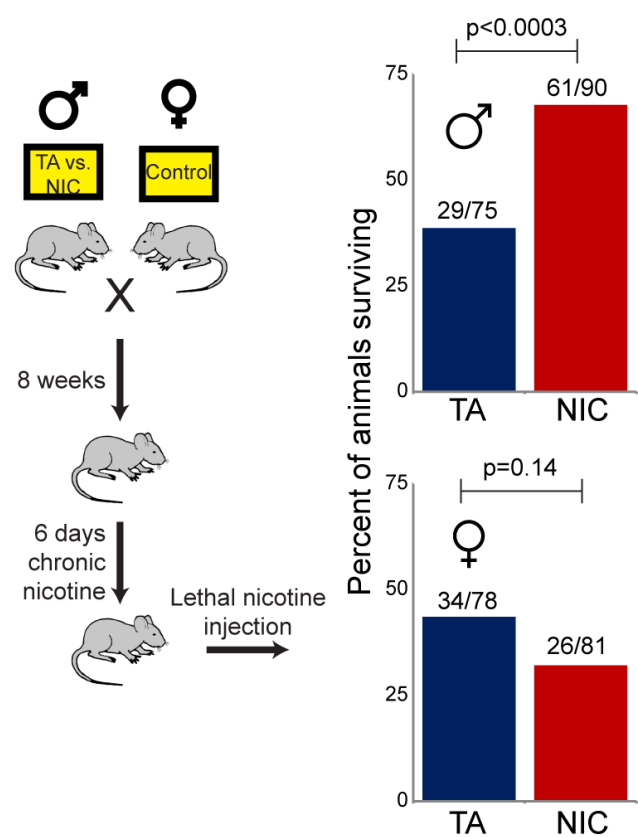 ♂ ♀
TA vs.
NIC
Control
X
8 weeks
6 days
chronic
nicotine
Lethal nicotine
injection
Percent of animals surviving
p<0.0003
75
50
25
0
♂
29/75
61/90
TA
NIC
p=0.14
75
50
25
0
♀
34/78
26/81
TA
NIC